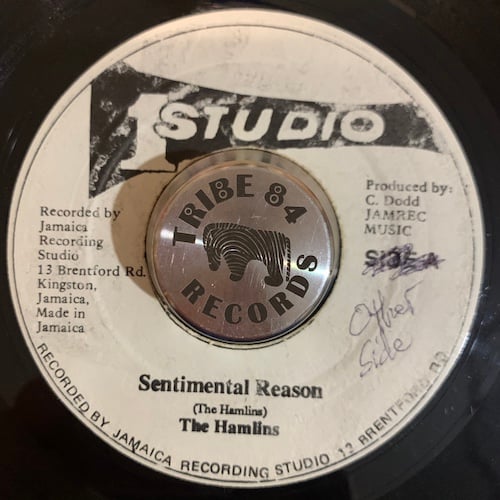 1 STUDIO
TRIBE 84
RECORDS
Recorded by
Jamaica
Recording
Studio
13 Brentford Rd.
Kingston,
Jamaica,
Made in
Jamaica
Produced by:
C. Dodd
JAMREC
MUSIC
SIDE A
Other
side
Sentimental Reason
(The Hamlins)
The Hamlins
RECORDED BY JAMAICA RECORDING STUDIO 13 BRENTFORD RD